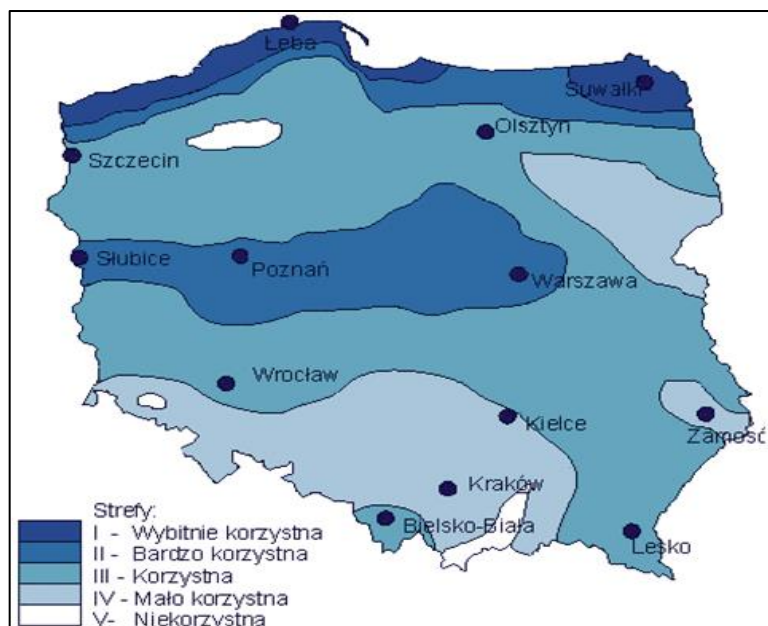 Łeba
Suwałki
Olsztyn
Szczecin
Słubice
Poznań
Warszawa
Wrocław
Kielce
Zamość
Kraków
Bielsko-Biała
Lesko
Strefy:
I - Wybitnie korzystna
II - Bardzo korzystna
III - Korzystna
IV - Mało korzystna
V- Niekorzystna